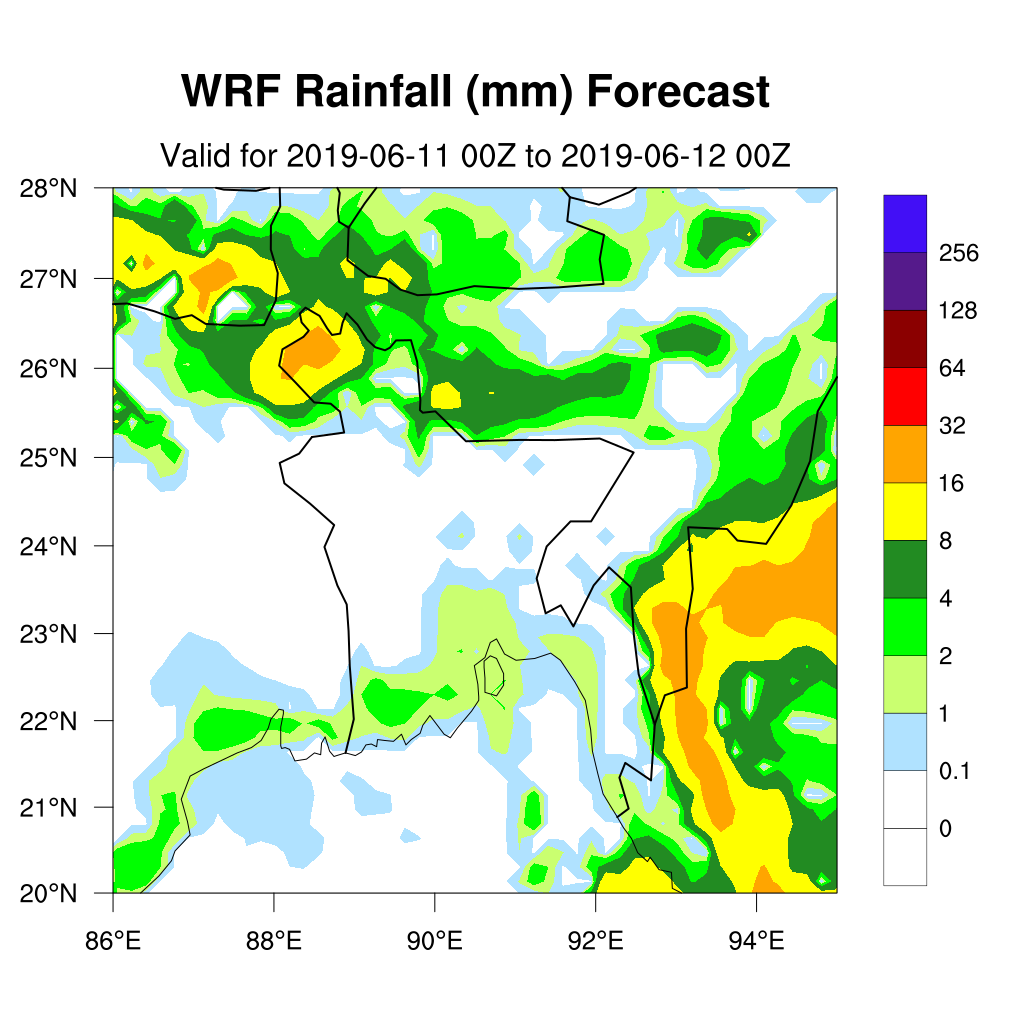 WRF Rainfall (mm) Forecast
Valid for 2019-06-11 00Z to 2019-06-12 00Z
28°N
27°N
26°N
25°N
24°N
23°N
22°N
21°N
20°N
86°E 88°E 90°E 92°E 94°E
256
128
64
32
16
8
4
2
1
0.1
0